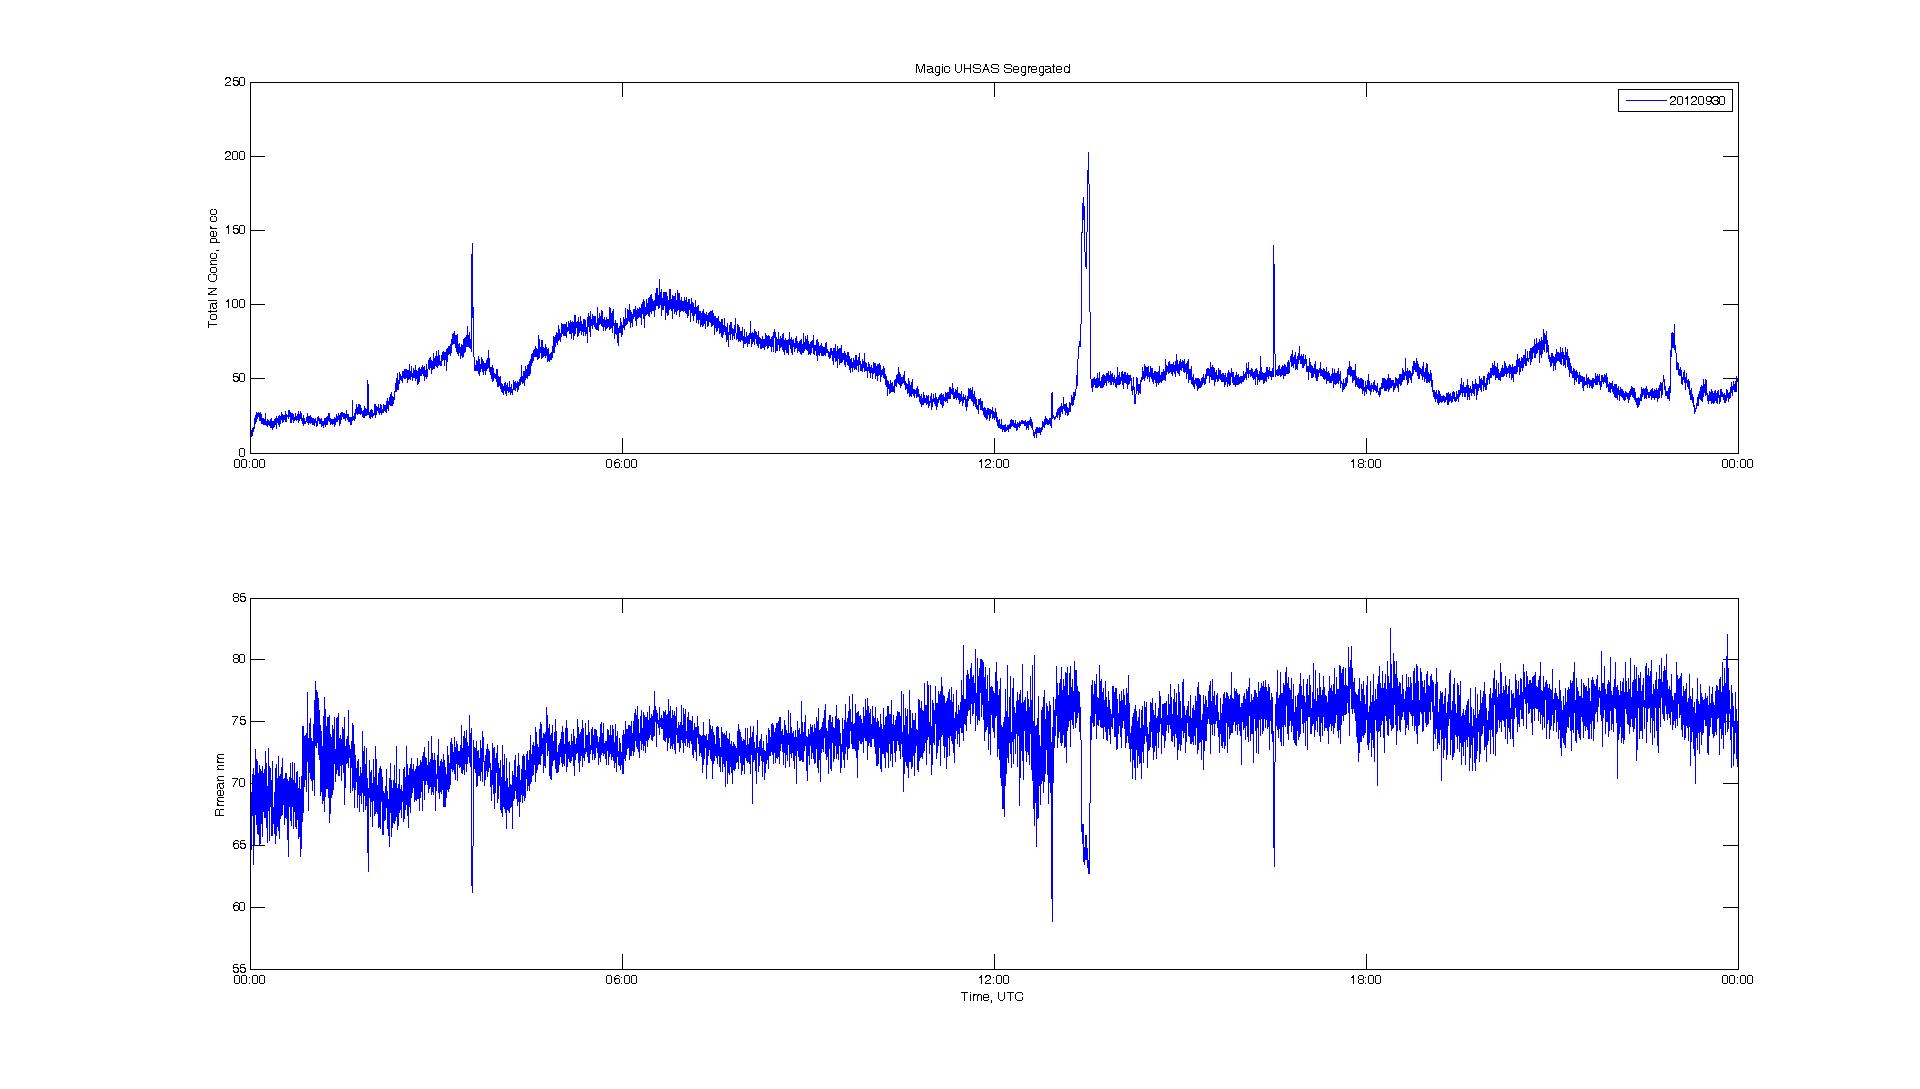 Magic UHSAS Segregated
250
200
150
100
50
0
Total N Conc, per cc
20120930
00:00 06:00 12:00 18:00 00:00
85
80
75
70
65
60
55
Rmean nm
00:00 06:00 12:00 18:00 00:00
Time, UTC